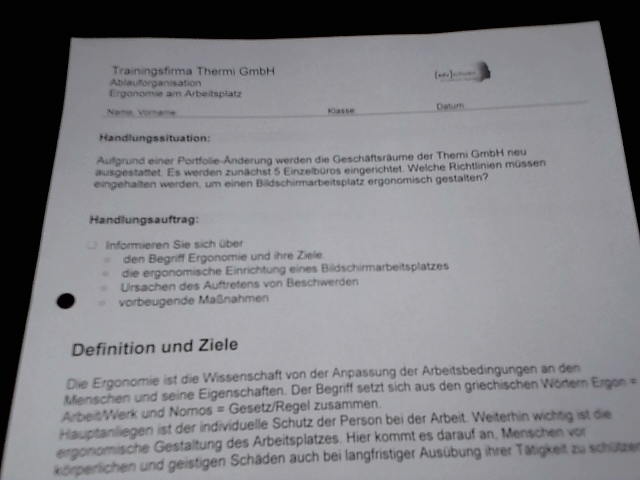 Trainingsfirma Thermi GmbH
Ablauforganisation
Ergonomie am Arbeitsplatz
Name, Vorname Klasse Datum
Handlungssituation:
Aufgrund einer Portfolie-Änderung werden die Geschäftsräume der Themi GmbH neu
ausgestattet. Es werden zunächst 5 Einzelbüros eingerichtet. Welche Richtlinien müssen
eingehalten werden, um einen Bildschirmarbeitsplatz ergonomisch gestalten?
Handlungsauftrag:
Informieren Sie sich über
den Begriff Ergonomie und ihre Ziele.
die ergonomische Einrichtung eines Bildschirmarbeitsplatzes
Ursachen des Auftretens von Beschwerden
vorbeugende Maßnahmen
Definition und Ziele
Die Ergonomie ist die Wissenschaft von der Anpassung der Arbeitsbedingungen an den
Menschen und seine Eigenschaften. Der Begriff setzt sich aus den griechischen Wörtern Ergon =
Arbeit/Werk und Nomos = Gesetz/Regel zusammen.
Hauptanliegen ist der individuelle Schutz der Person bei der Arbeit. Weiterhin wichtig ist die
ergonomische Gestaltung des Arbeitsplatzes. Hier kommt es darauf an, Menschen vor
körperlichen und geistigen Schäden auch bei langfristiger Ausübung ihrer Tätigkeit zu schützen